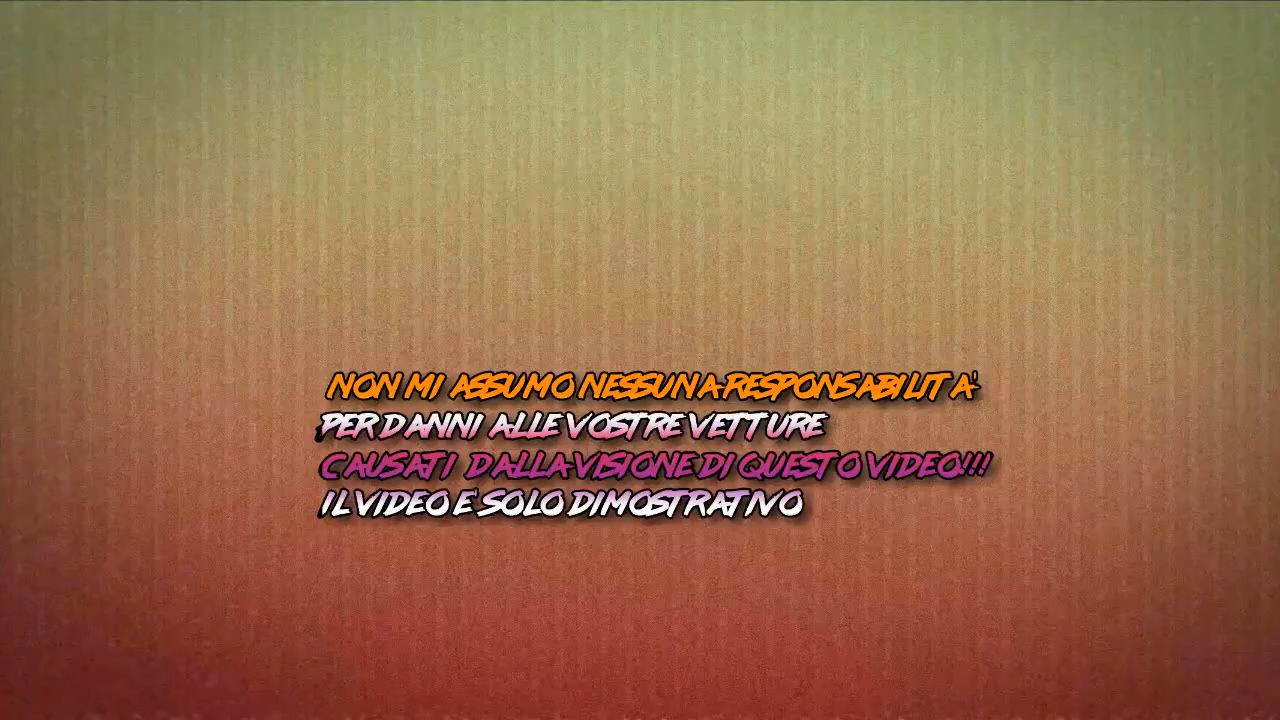 NON MI ASSUMO NESSUNA RESPONSABILITA'
PER DANNI ALLE VOSTRE VETTURE
CAUSATI DALLA VISIONE DI QUESTO VIDEO!!!
IL VIDEO E' SOLO DIMOSTRATIVO